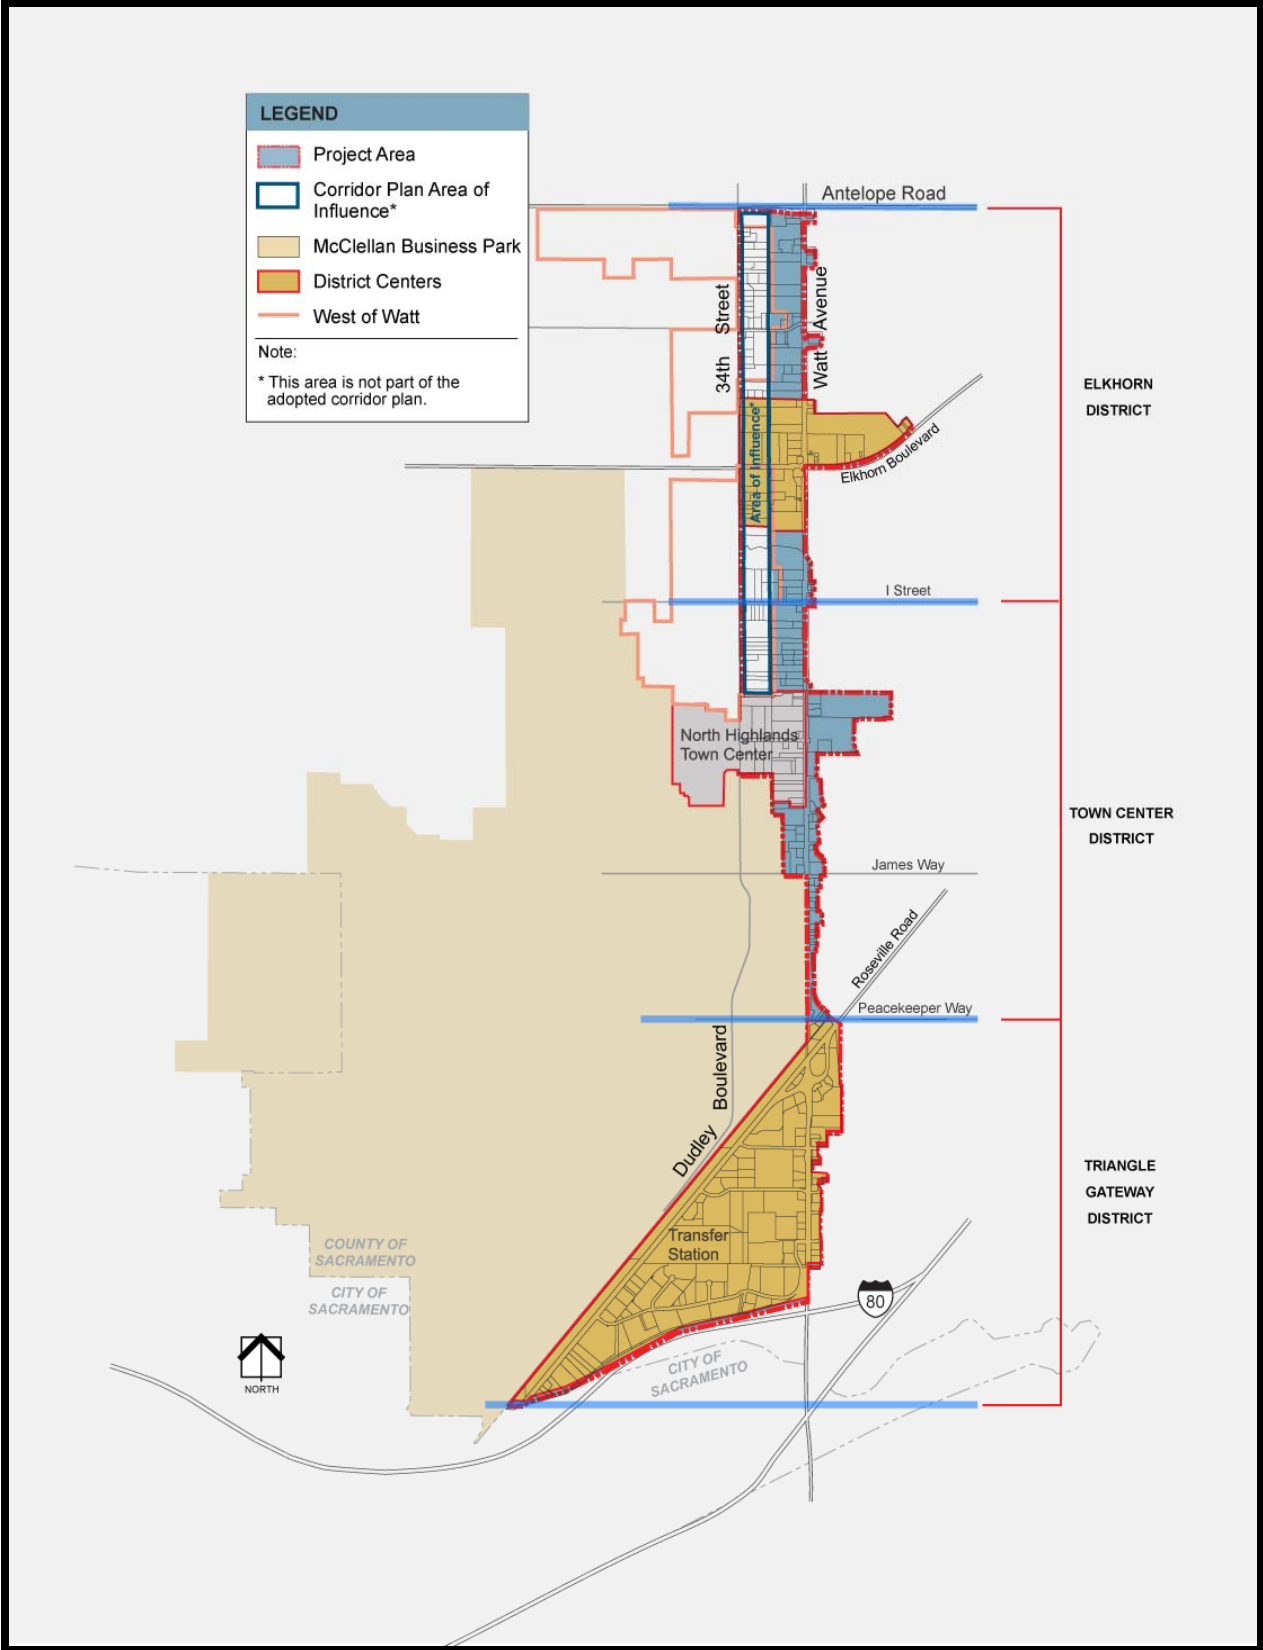 LEGEND
Project Area
Corridor Plan Area of
Influence*
McClellan Business Park
District Centers
West of Watt
Note:
* This area is not part of the
adopted corridor plan.
Antelope Road
34th Street
Watt Avenue
ELKHORN
DISTRICT
Area of Influence*
Elkhorn Boulevard
I Street
North Highlands
Town Center
TOWN CENTER
DISTRICT
James Way
Roseville Road
Peacekeeper Way
Dudley Boulevard
TRIANGLE
GATEWAY
DISTRICT
Transfer
Station
COUNTY OF
SACRAMENTO
CITY OF
SACRAMENTO
80
CITY OF
SACRAMENTO
NORTH